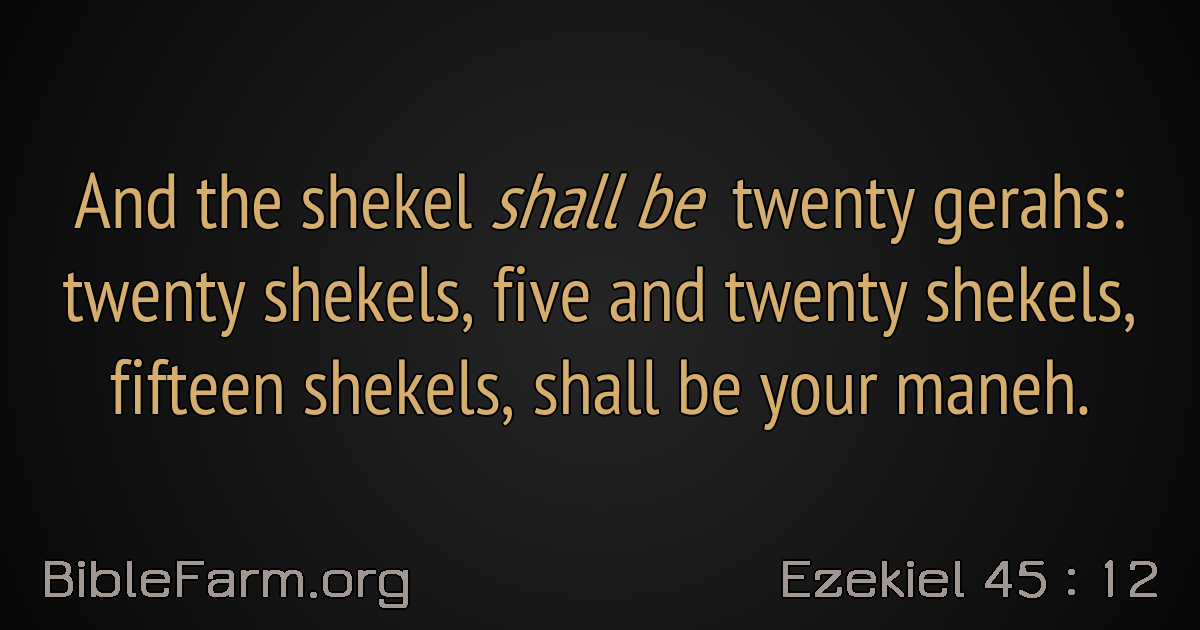 And the shekel shall be twenty gerahs:
twenty shekels, five and twenty shekels,
fifteen shekels, shall be your maneh.
BibleFarm.org
Ezekiel 45 : 12